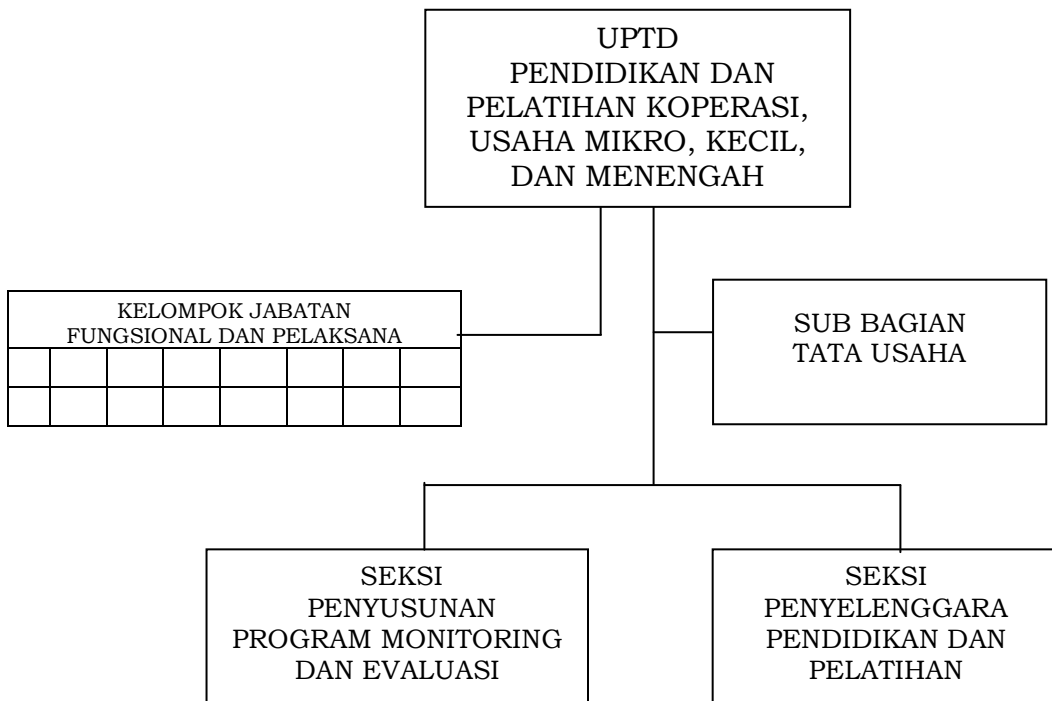 UPTD
PENDIDIKAN DAN
PELATIHAN KOPERASI,
USAHA MIKRO, KECIL,
DAN MENENGAH
KELOMPOK JABATAN
FUNGSIONAL DAN PELAKSANA
SUB BAGIAN
TATA USAHA
SEKSI
PENYUSUNAN
PROGRAM MONITORING
DAN EVALUASI
SEKSI
PENYELENGGARA
PENDIDIKAN DAN
PELATIHAN